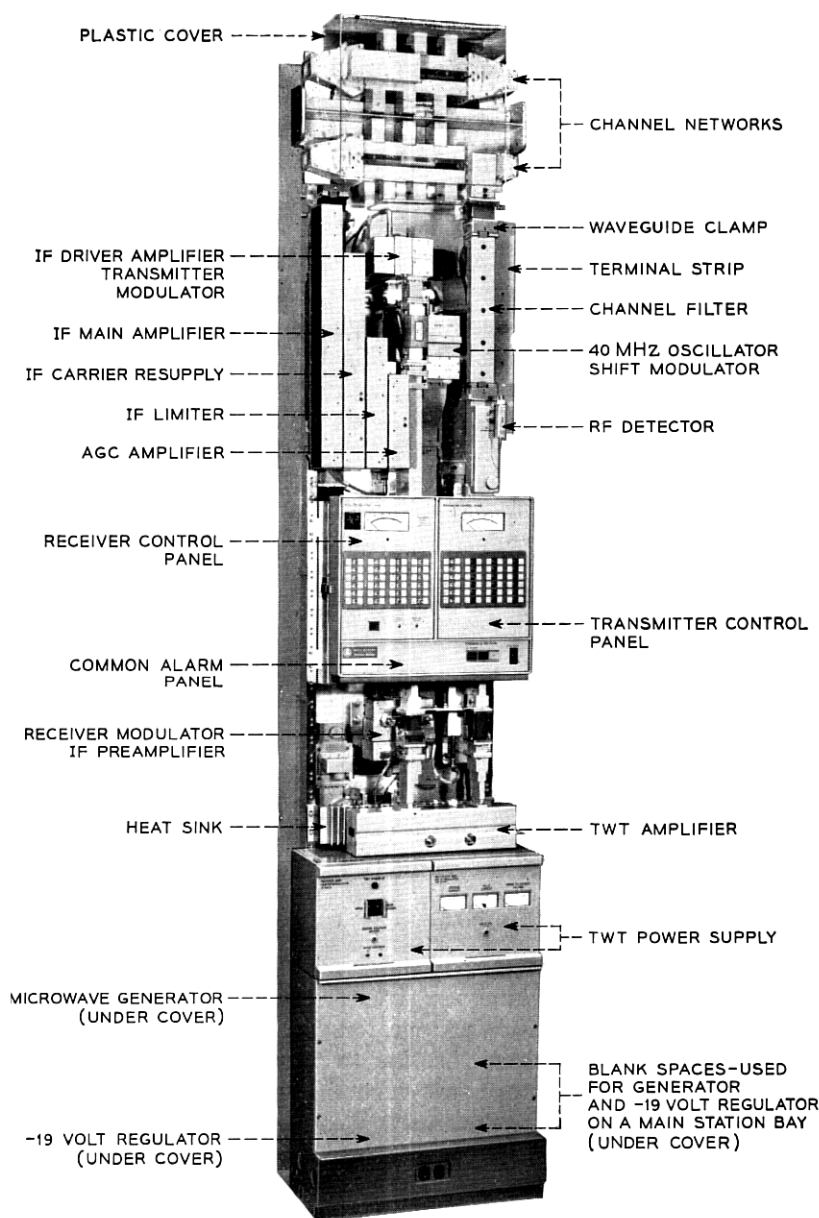 PLASTIC COVER
CHANNEL NETWORKS
WAVEGUIDE CLAMP
IF DRIVER AMPLIFIER
TRANSMITTER
MODULATOR
TERMINAL STRIP
CHANNEL FILTER
IF MAIN AMPLIFIER
40 MHZ OSCILLATOR
SHIFT MODULATOR
IF CARRIER RESUPPLY
IF LIMITER
RF DETECTOR
AGC AMPLIFIER
RECEIVER CONTROL
PANEL
TRANSMITTER CONTROL
PANEL
COMMON ALARM
PANEL
RECEIVER MODULATOR
IF PREAMPLIFIER
HEAT SINK
TWT AMPLIFIER
TWT POWER SUPPLY
MICROWAVE GENERATOR
(UNDER COVER)
BLANK SPACES-USED
FOR GENERATOR
AND -19 VOLT REGULATOR
ON A MAIN STATION BAY
(UNDER COVER)
-19 VOLT REGULATOR
(UNDER COVER)